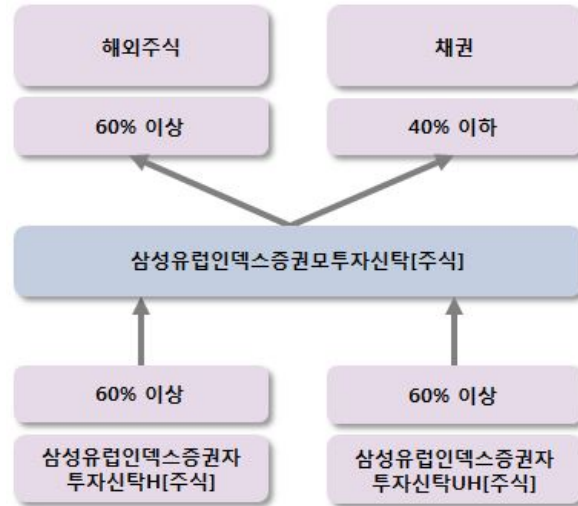 해외주식
채권
60% 이상
40% 이하
삼성유럽인덱스증권모투자신탁[주식]
60% 이상
60% 이상
삼성유럽인덱스증권자
투자신탁H[주식]
삼성유럽인덱스증권자
투자신탁UH[주식]